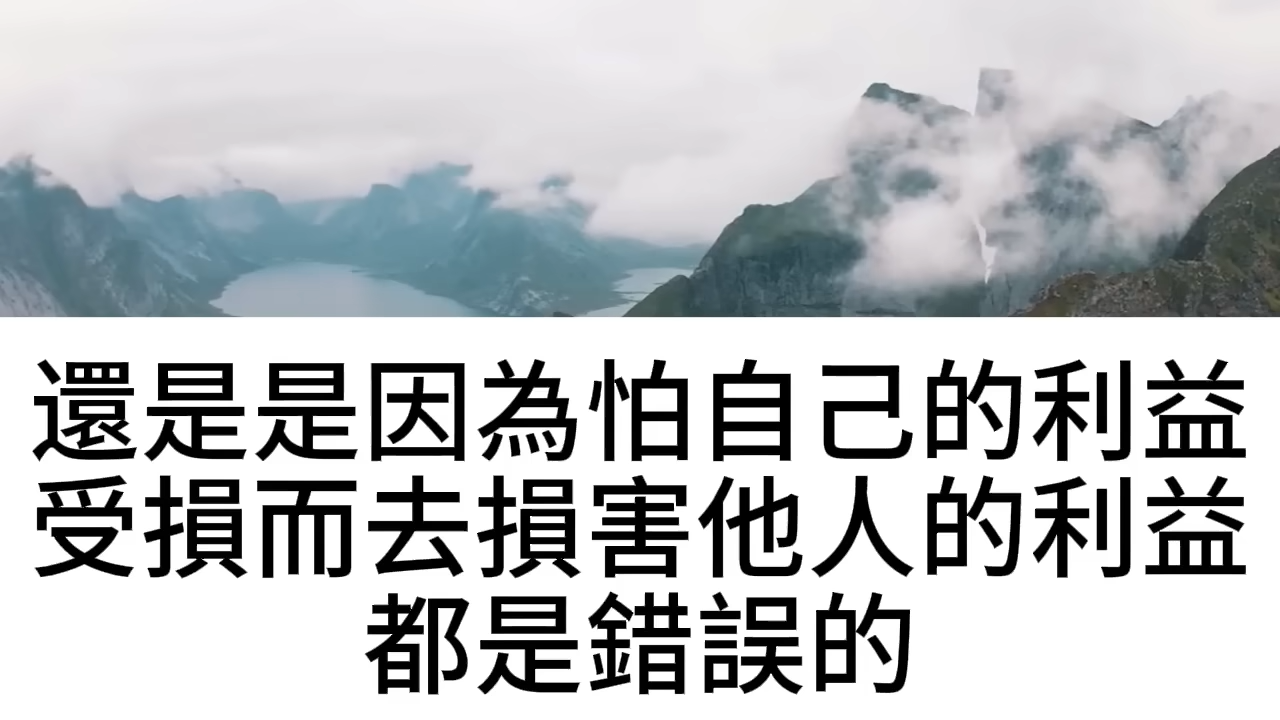 還是是因為怕自己的利益
受損而去損害他人的利益
都是錯誤的